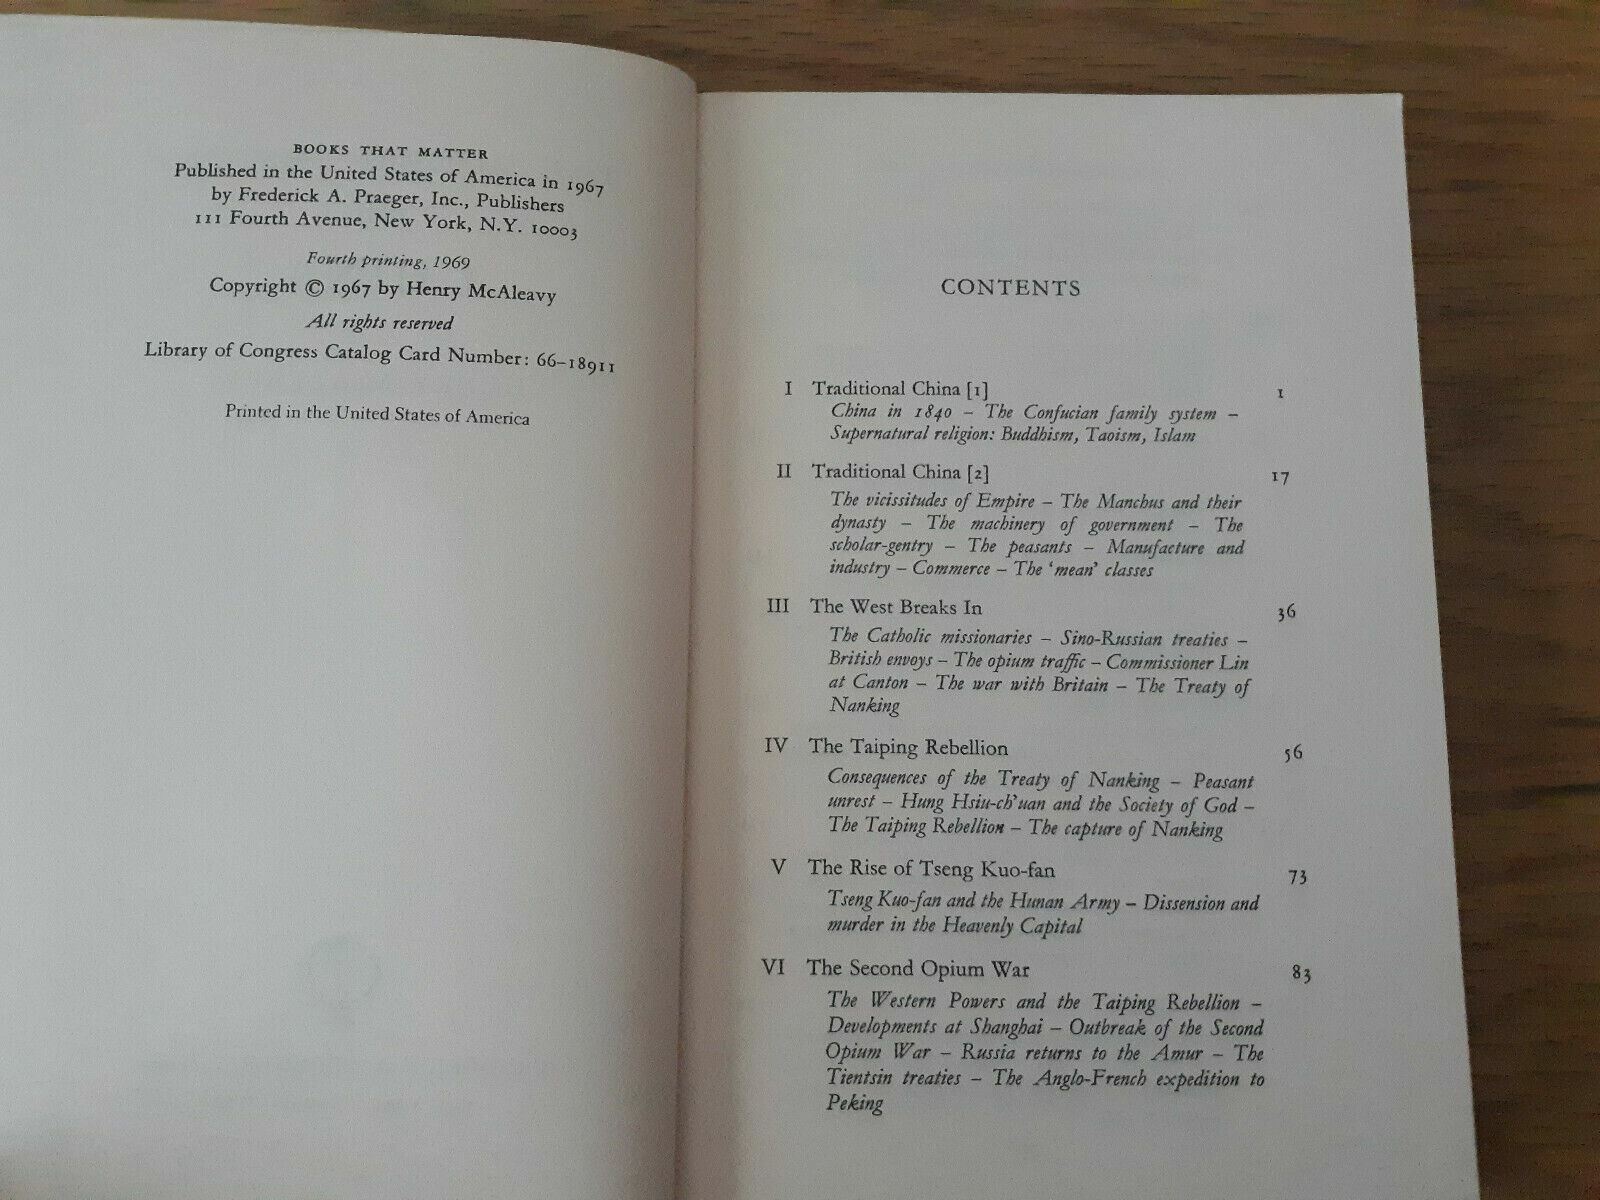 BOOKS THAT MATTER
Published in the United States of America in 1967
by Frederick A. Praeger, Inc., Publishers
111 Fourth Avenue, New York, N.Y. 10003
Fourth printing, 1969
Copyright © 1967 by Henry McAleavy
All rights reserved
Library of Congress Catalog Card Number: 66–18911
Printed in the United States of America
CONTENTS
I Traditional China [1] 1
China in 1840 – The Confucian family system –
Supernatural religion: Buddhism, Taoism, Islam
II Traditional China [2] 17
The vicissitudes of Empire – The Manchus and their
dynasty – The machinery of government – The
scholar-gentry – The peasants – Manufacture and
industry – Commerce – The ‘mean’ classes
III The West Breaks In 36
The Catholic missionaries – Sino-Russian treaties –
British envoys – The opium traffic – Commissioner Lin
at Canton – The war with Britain – The Treaty of
Nanking
IV The Taiping Rebellion 56
Consequences of the Treaty of Nanking – Peasant
unrest – Hung Hsiu-ch’uan and the Society of God –
The Taiping Rebellion – The capture of Nanking
V The Rise of Tseng Kuo-fan 73
Tseng Kuo-fan and the Hunan Army – Dissension and
murder in the Heavenly Capital
VI The Second Opium War 83
The Western Powers and the Taiping Rebellion –
Developments at Shanghai – Outbreak of the Second
Opium War – Russia returns to the Amur – The
Tientsin treaties – The Anglo-French expedition to
Peking